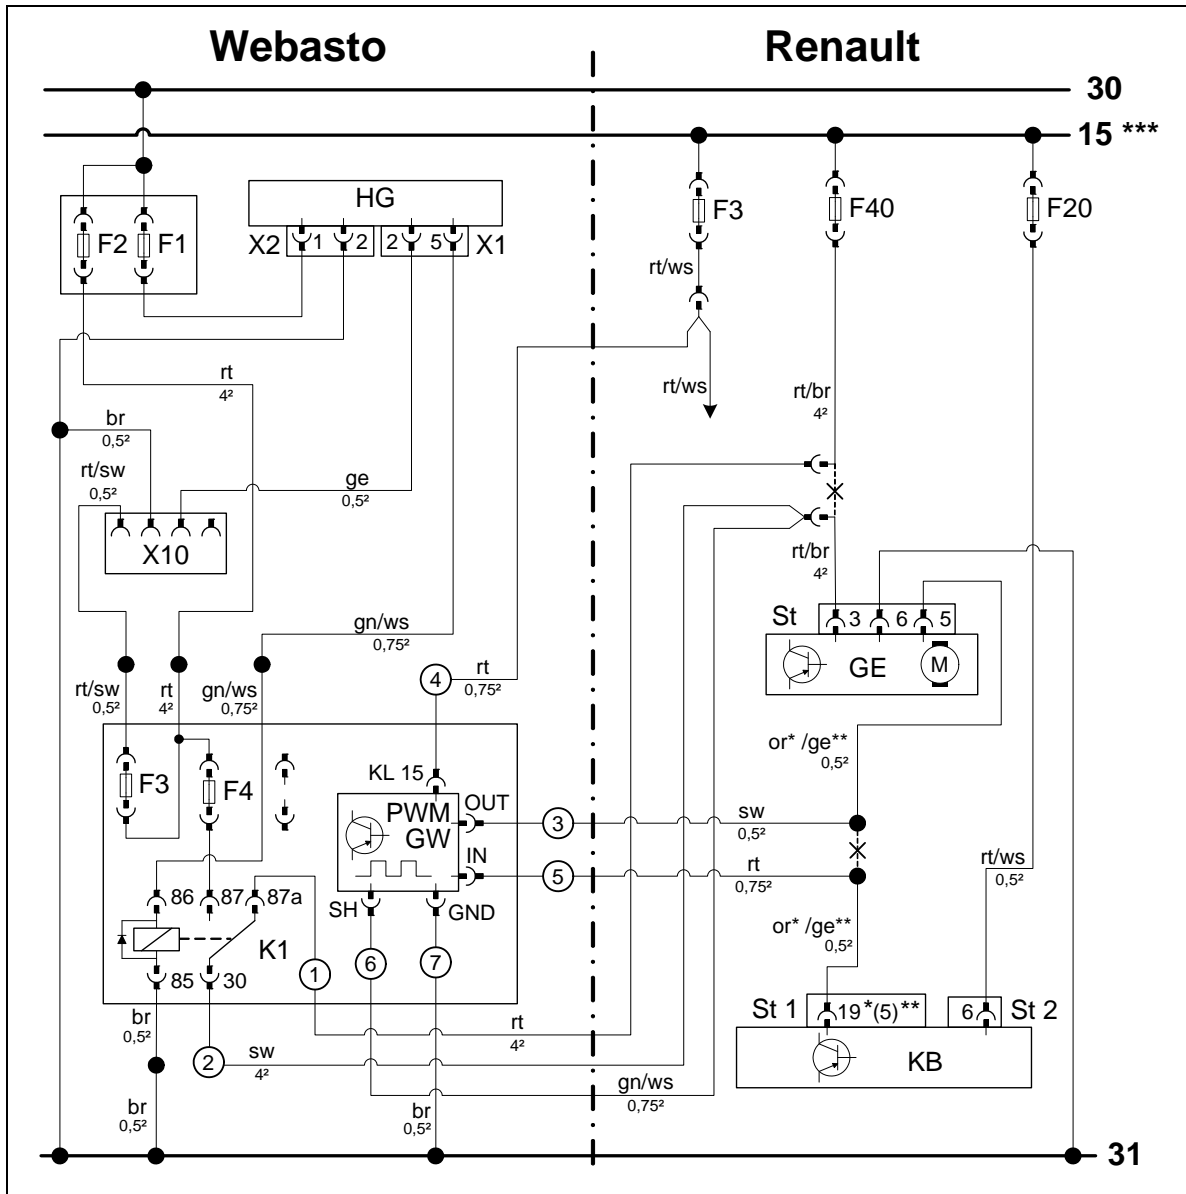 Webasto Renault
30
15 ***
HG
F2 F1
X2 1 2 2 5 X1
F3 F40 F20
rt/ws
rt
4²
rt/ws
rt/br
4²
br
0,5²
rt/sw
0,5²
ge
0,5²
X10
rt/br
4²
gn/ws
0,75²
St 3 6 5
GE M
4 rt
0,75²
rt/sw
0,5²
rt
4²
gn/ws
0,75²
or* /ge**
0,5²
F3 F4
KL 15
PWM
GW
OUT
IN
3 sw
0,5²
5 rt
0,75²
rt/ws
0,5²
86 87 87a
SH GND
or* /ge**
0,5²
K1
85 30
1 6 7
St 1 19*(5)** 6 St 2
KB
br
0,5²
2 sw
4²
rt
4²
gn/ws
0,75²
br
0,5²
br
0,5²
31